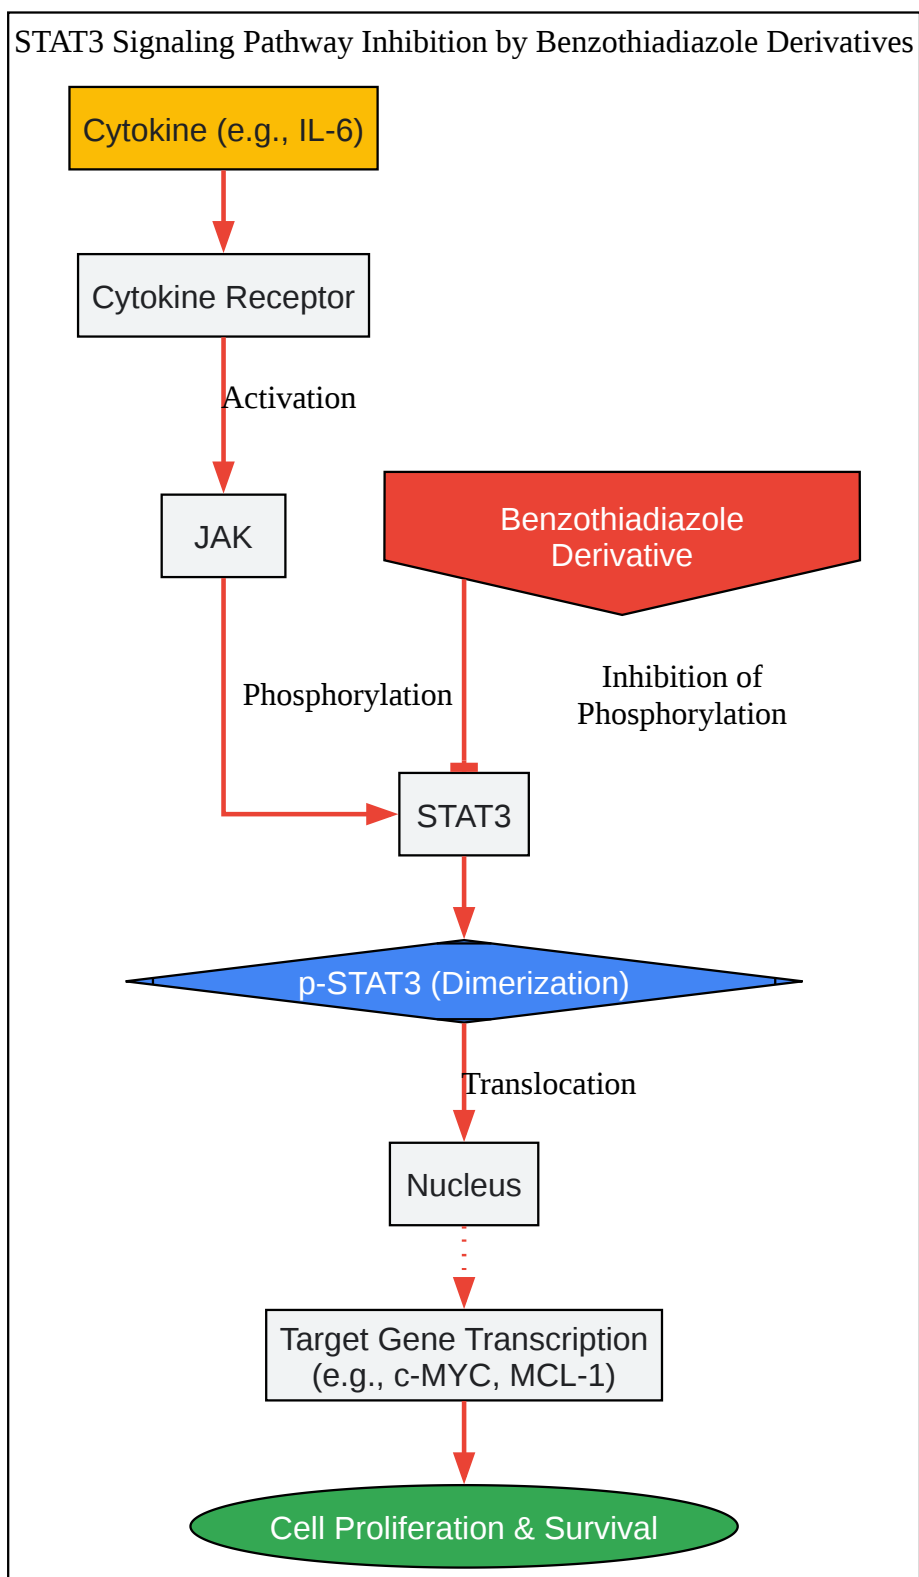 STAT3 Signaling Pathway Inhibition by Benzothiadiazole Derivatives
Cytokine (e.g., IL-6)
Cytokine Receptor
Activation
JAK
Benzothiadiazole
Derivative
Phosphorylation
Inhibition of
Phosphorylation
STAT3
p-STAT3 (Dimerization)
Translocation
Nucleus
Target Gene Transcription
(e.g., c-MYC, MCL-1)
Cell Proliferation & Survival